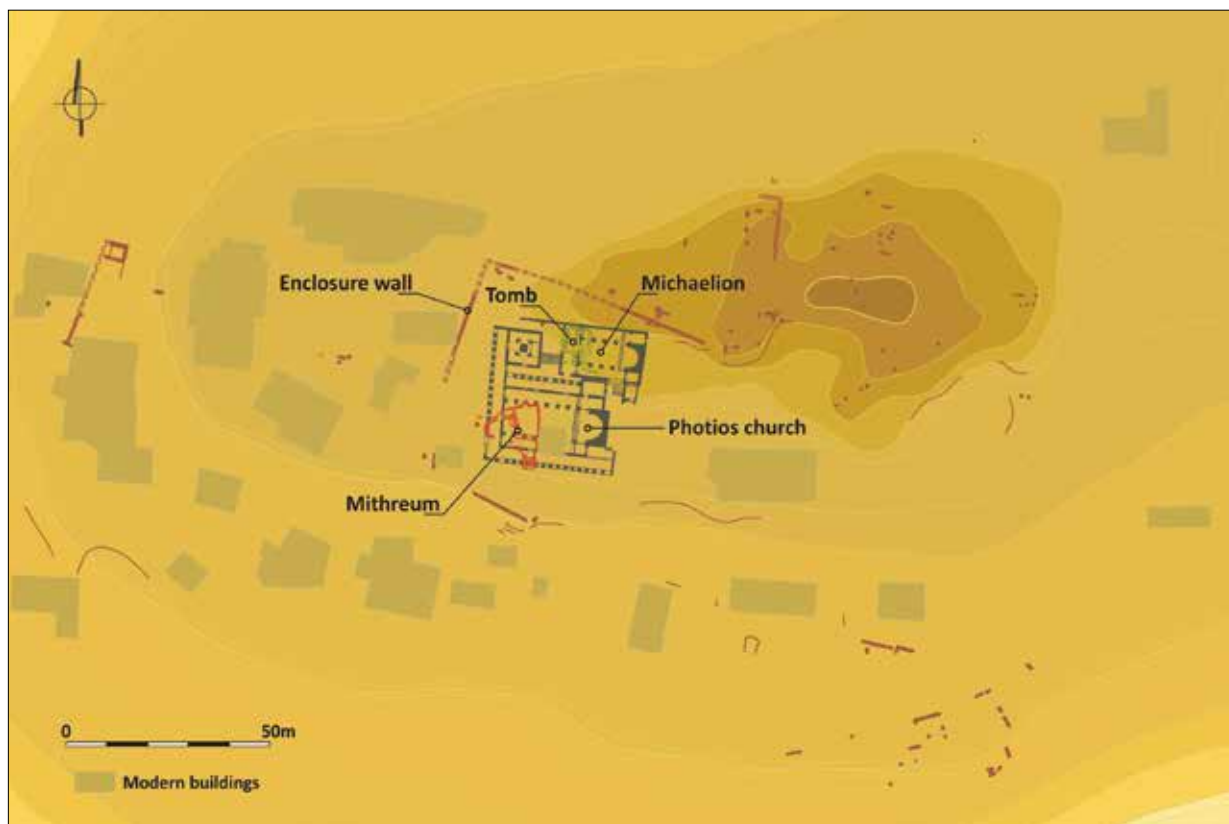 Enclosure wall
Tomb
Michaelion
Photios church
Mithreum
0 50m
Modern buildings